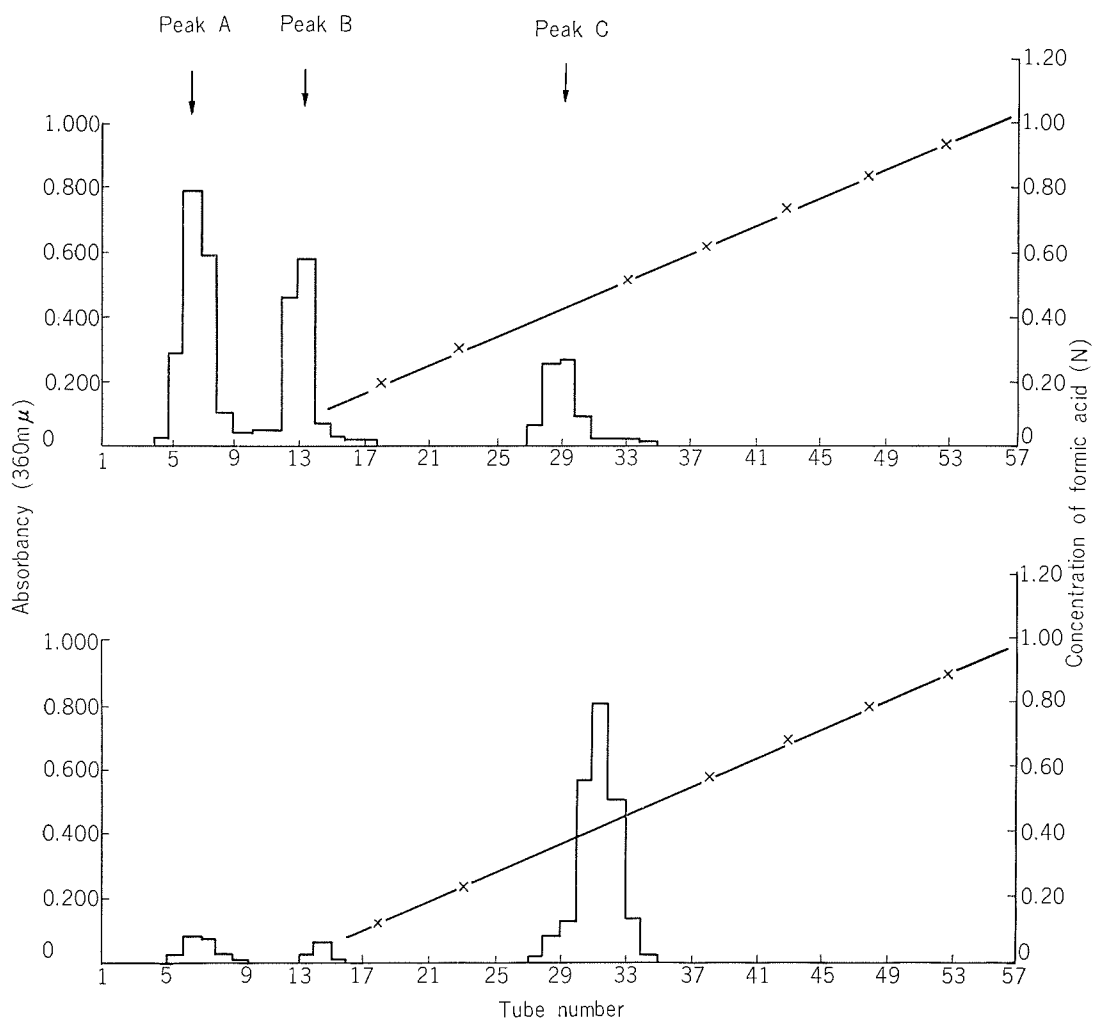 Peak A Peak B Peak C
1.20
1.000 1.00
0.800 0.80
0.600 0.60
0.400 0.40
0.200 0.20
0 0
1 5 9 13 17 21 25 29 33 37 41 45 49 53 57
Absorbancy (360mμ)
Concentration of formic acid (N)
1.20
1.000 1.00
0.800 0.80
0.600 0.60
0.400 0.40
0.200 0.20
0 0
1 5 9 13 17 21 25 29 33 37 41 45 49 53 57
Tube number